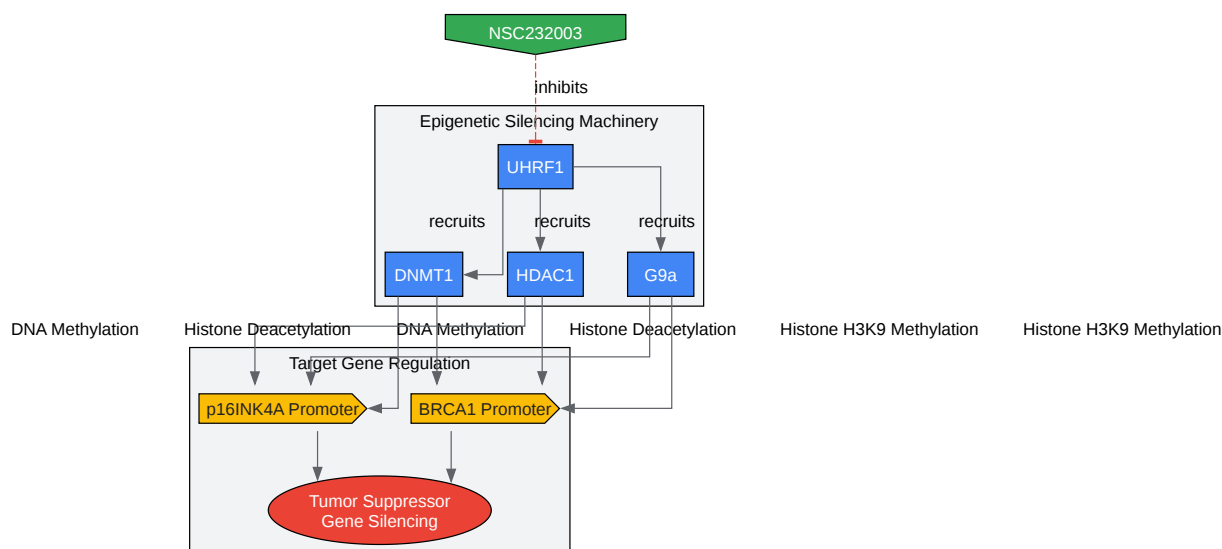 NSC232003
inhibits
Epigenetic Silencing Machinery
UHRF1
recruits
recruits
recruits
DNMT1
HDAC1
G9a
DNA Methylation
Histone Deacetylation
DNA Methylation
Histone Deacetylation
Histone H3K9 Methylation
Histone H3K9 Methylation
Target Gene Regulation
p16INK4A Promoter
BRCA1 Promoter
Tumor Suppressor
Gene Silencing